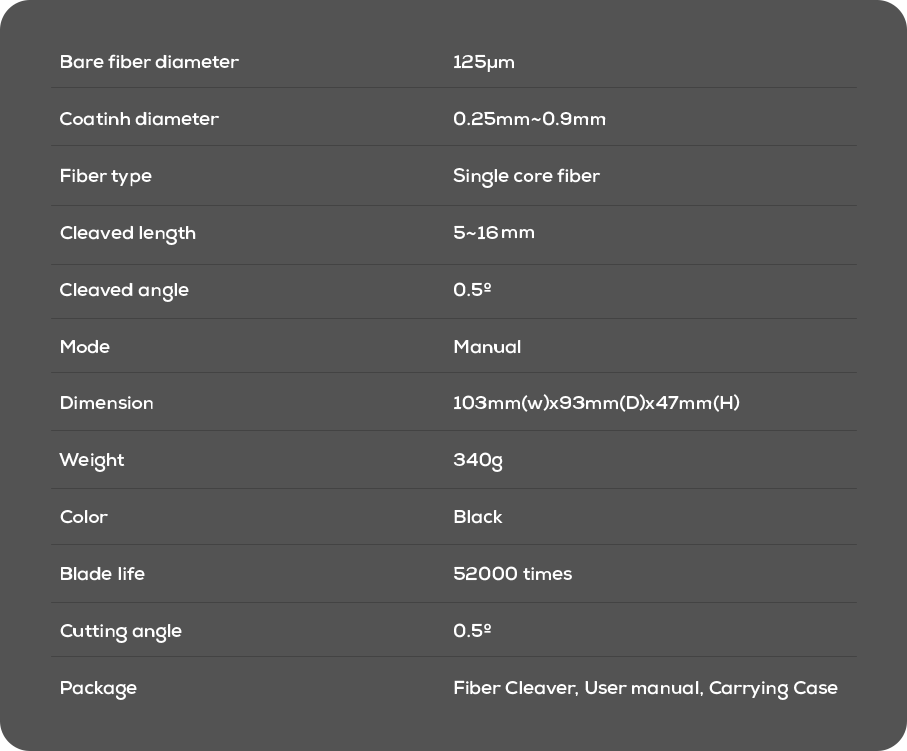 Bare fiber diameter 125µm
Coatinh diameter 0.25mm~0.9mm
Fiber type Single core fiber
Cleaved length 5~16mm
Cleaved angle 0.5º
Mode Manual
Dimension 103mm(w)x93mm(D)x47mm(H)
Weight 340g
Color Black
Blade life 52000 times
Cutting angle 0.5º
Package Fiber Cleaver, User manual, Carrying Case